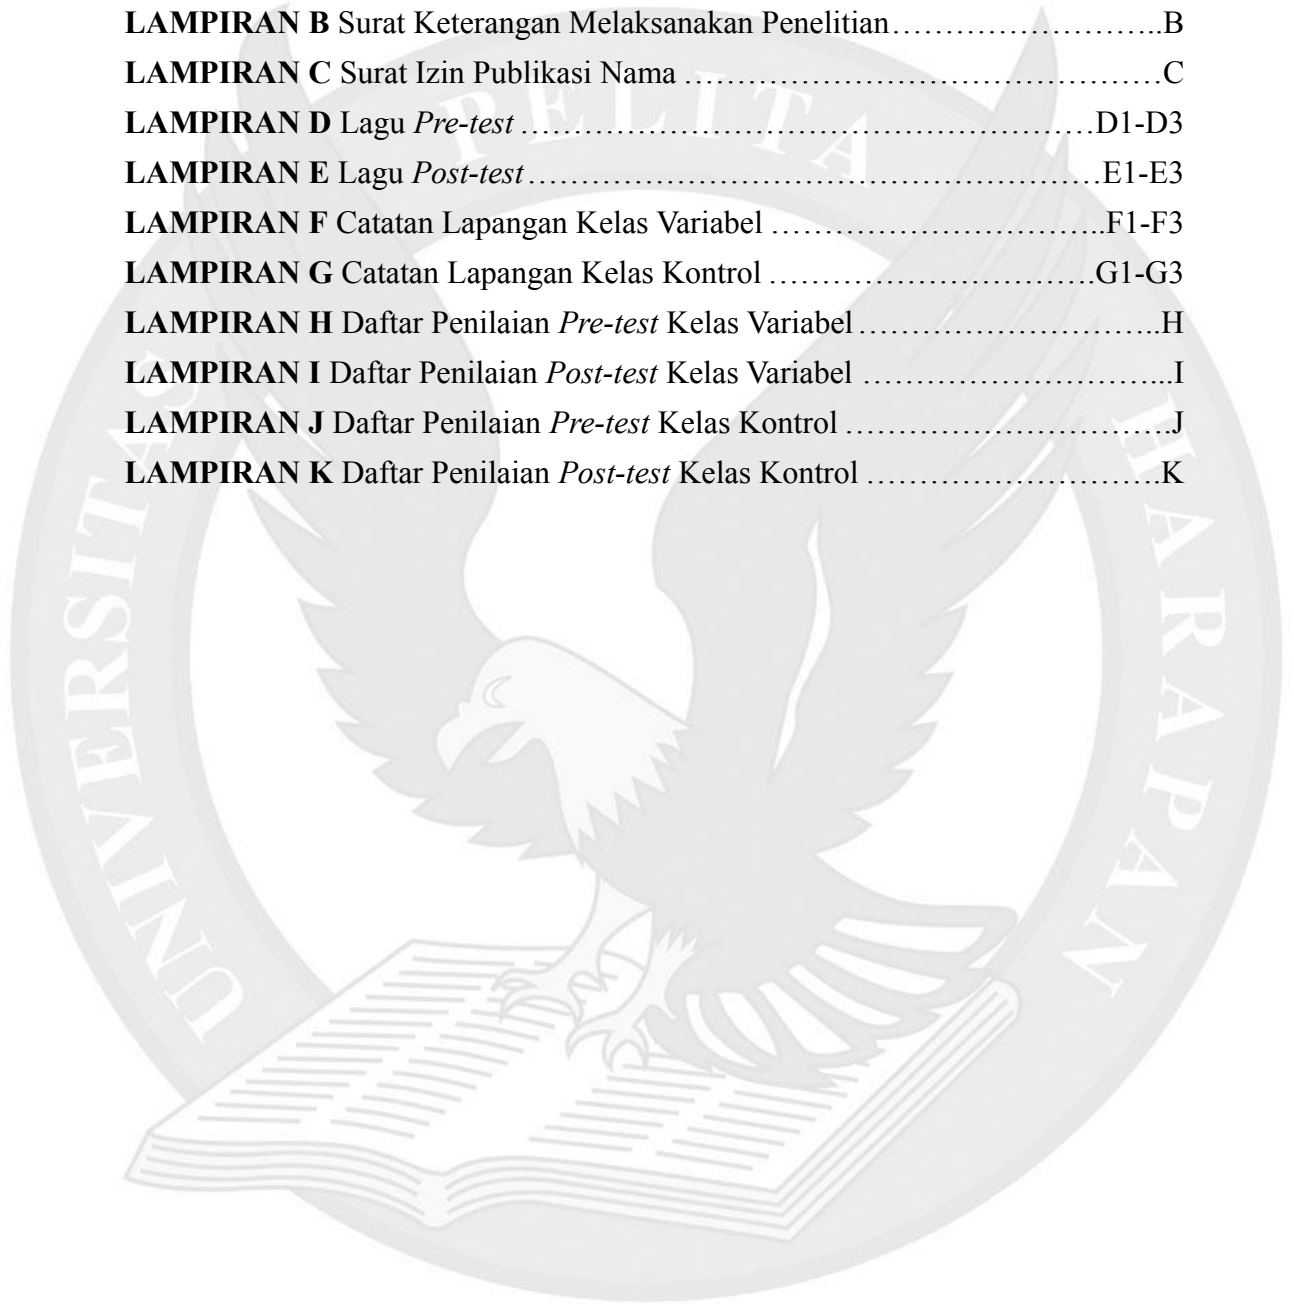 LAMPIRAN B Surat Keterangan Melaksanakan Penelitian……………………..B
LAMPIRAN C Surat Izin Publikasi Nama ……………………………………C
LAMPIRAN D Lagu Pre-test …………………………………………….D1-D3
LAMPIRAN E Lagu Post-test……………………………………………E1-E3
LAMPIRAN F Catatan Lapangan Kelas Variabel ………………………..F1-F3
LAMPIRAN G Catatan Lapangan Kelas Kontrol ……………………….G1-G3
LAMPIRAN H Daftar Penilaian Pre-test Kelas Variabel……………………..H
LAMPIRAN I Daftar Penilaian Post-test Kelas Variabel ……………………...I
LAMPIRAN J Daftar Penilaian Pre-test Kelas Kontrol ……………………….J
LAMPIRAN K Daftar Penilaian Post-test Kelas Kontrol …………………….K
UNIVERSITAS PELITA HARAPAN